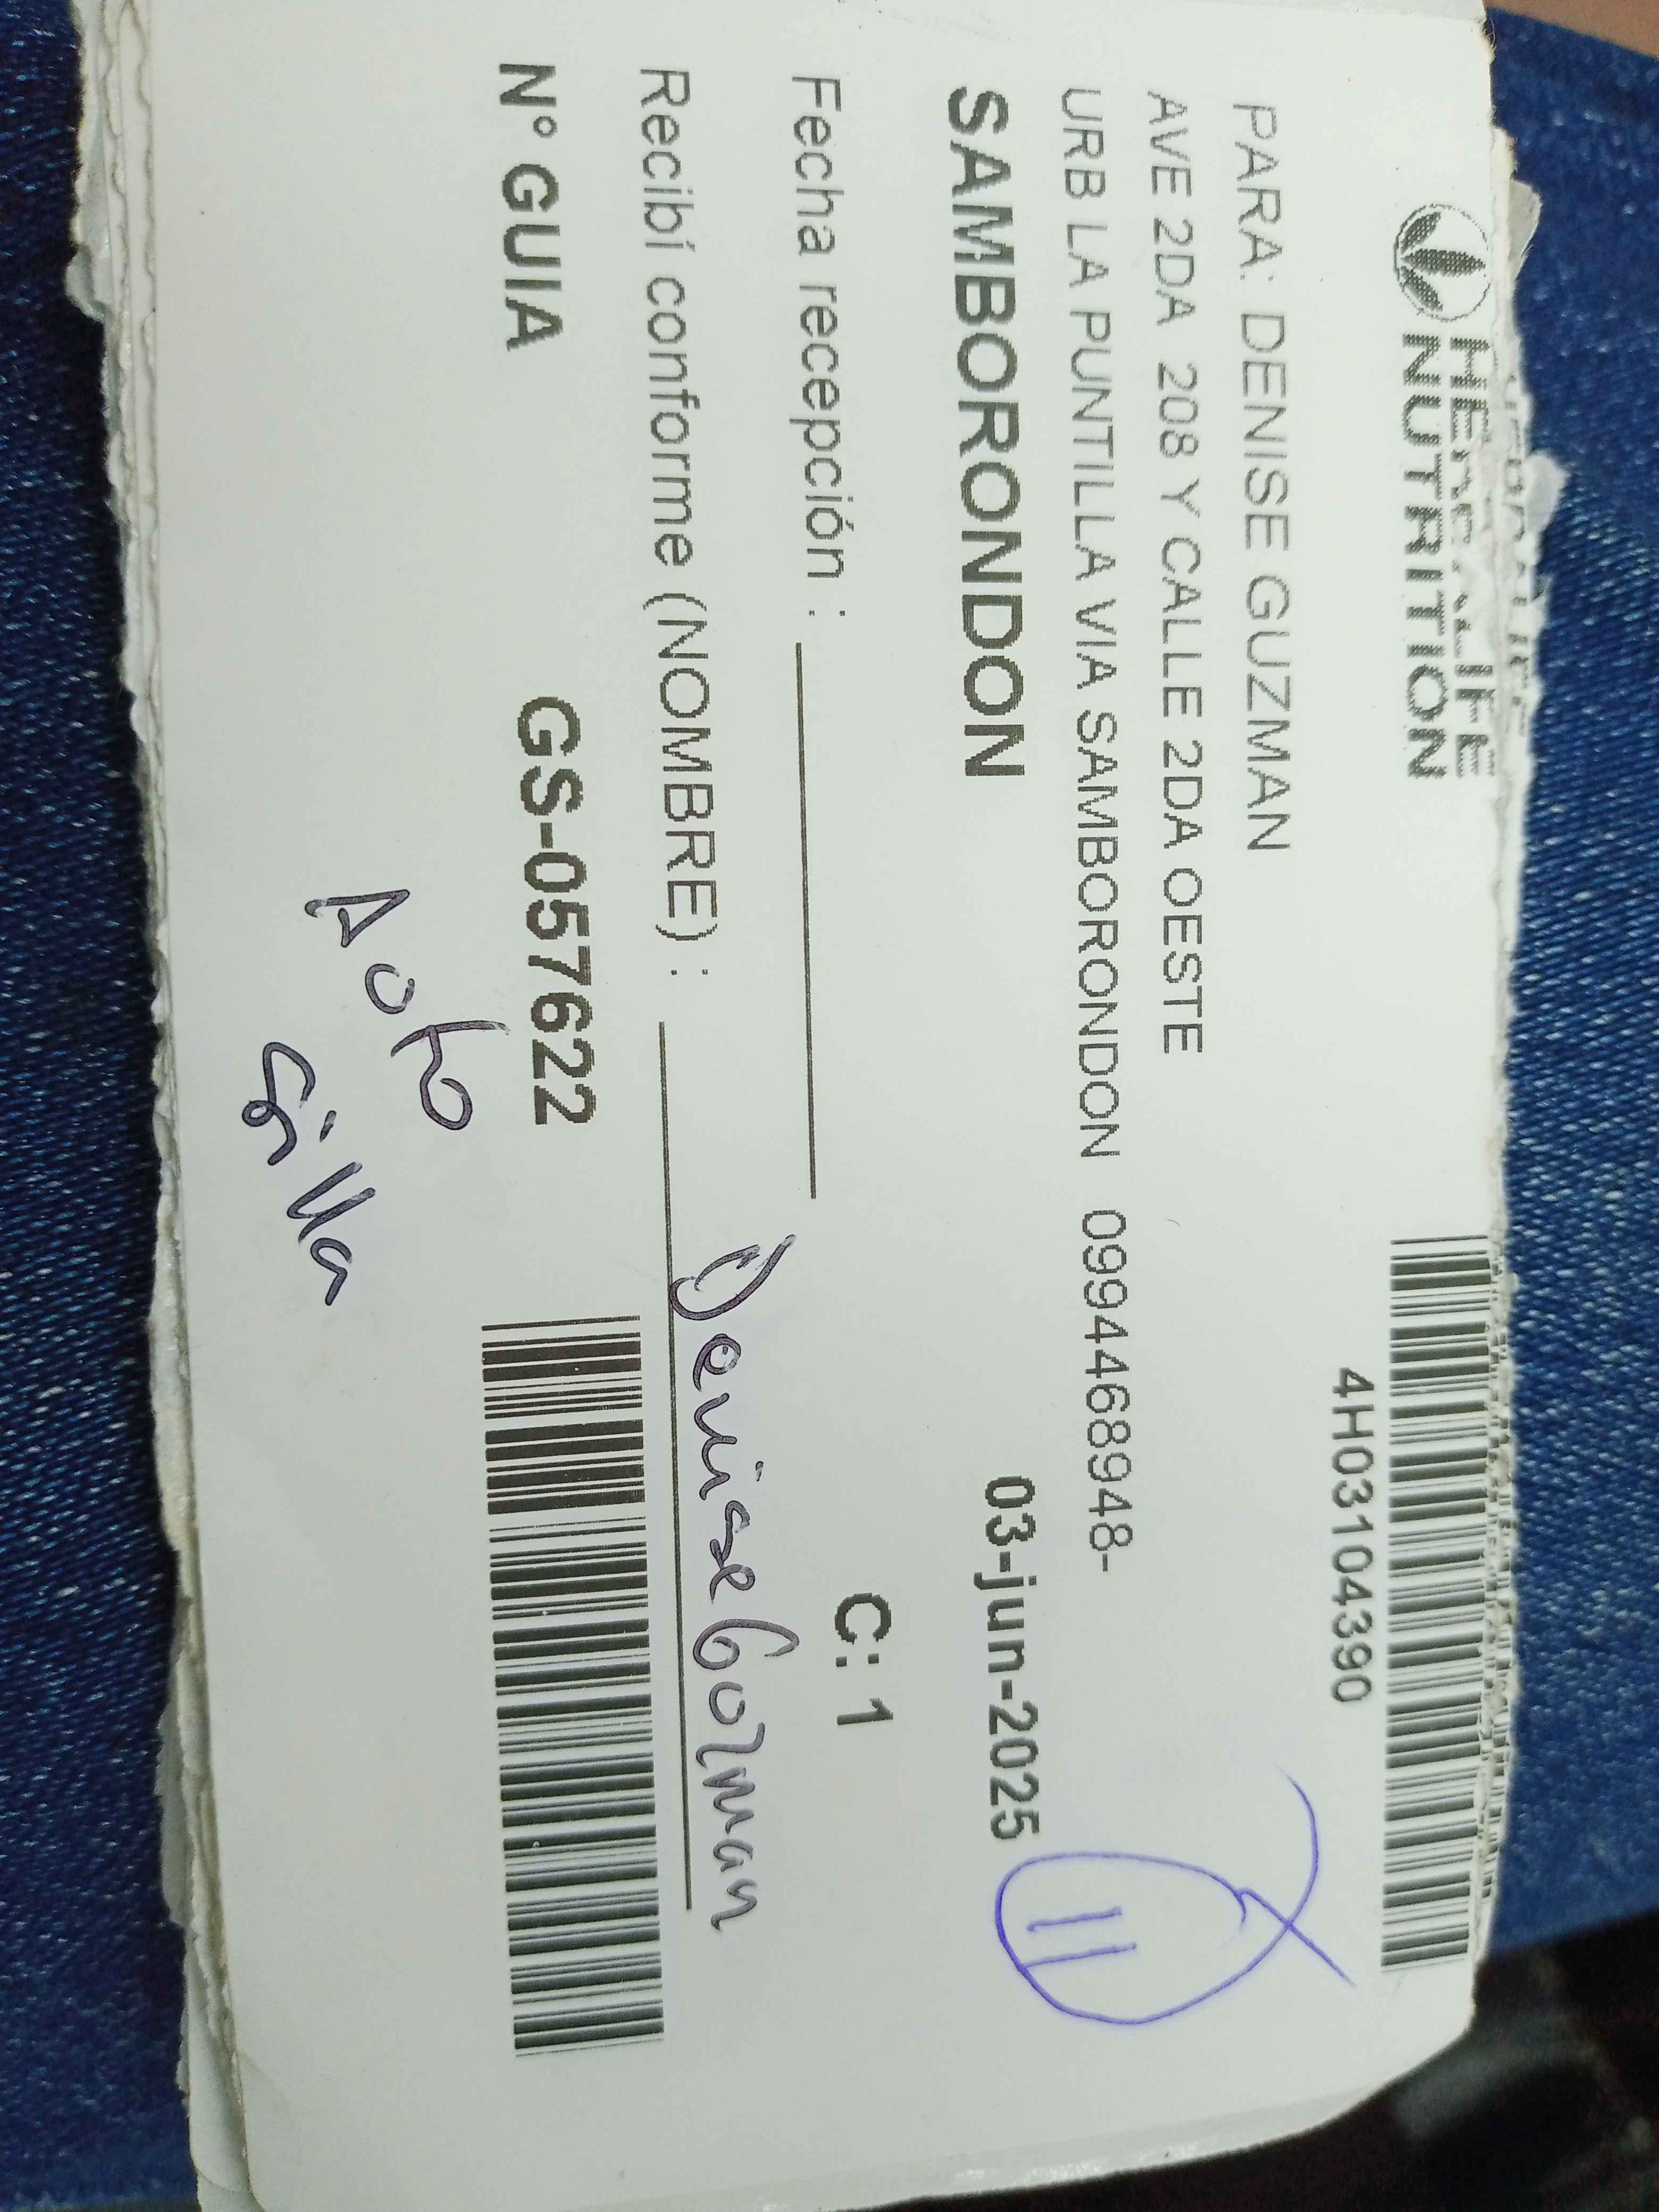 HERBALIFE
NUTRITION
4H03104390
PARA: DENISE GUZMAN
AVE 2DA 208 Y CALLE 2DA OESTE
URB LA PUNTILLA VIA SAMBORONDON 0994468948-
SAMBORONDON 03-jun-2025
11
C: 1
Fecha recepción :
Recibí conforme (NOMBRE) : Denise Guzman
N° GUIA GS-057622